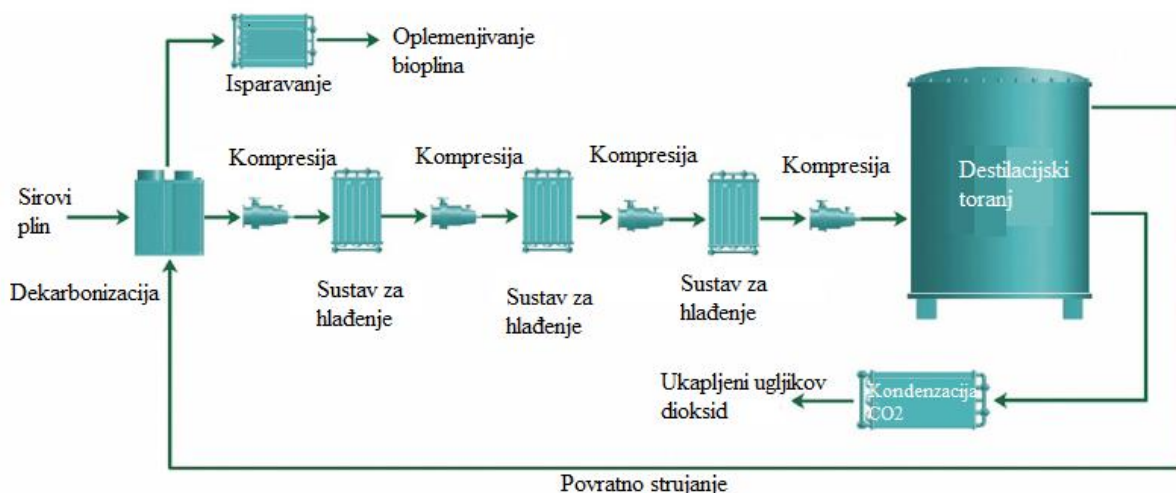 Oplemenjivanje
bioplina
Isparavanje
Kompresija
Kompresija
Kompresija
Kompresija
Destilacijski
toranj
Sirovi
plin
Dekarbonizacija
Sustav za
hlađenje
Sustav za
hlađenje
Sustav za
hlađenje
Ukapljeni ugljikov
dioksid
Kondenzacija
CO2
Povratno strujanje